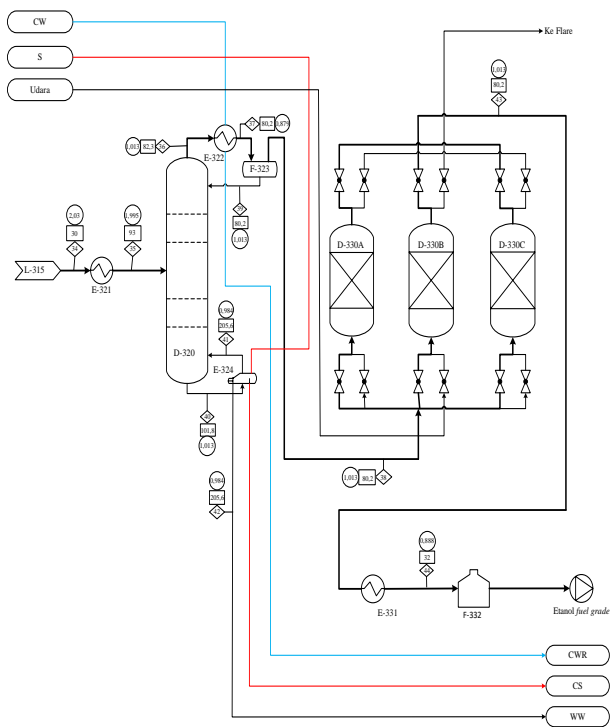 CW
S
Udara
Ke Flare
1,013
80,2
43
1,013
82,3
36
E-322
37
80,2
0,879
F-323
39
80,2
1,013
2,03
30
34
1,995
93
35
L-315
E-321
D-320
D-330A
D-330B
D-330C
0,984
205,6
41
E-324
40
101,8
1,013
0,984
205,6
42
1,013
80,2
38
0,888
32
44
E-331
F-332
Etanol fuel grade
CWR
CS
WW